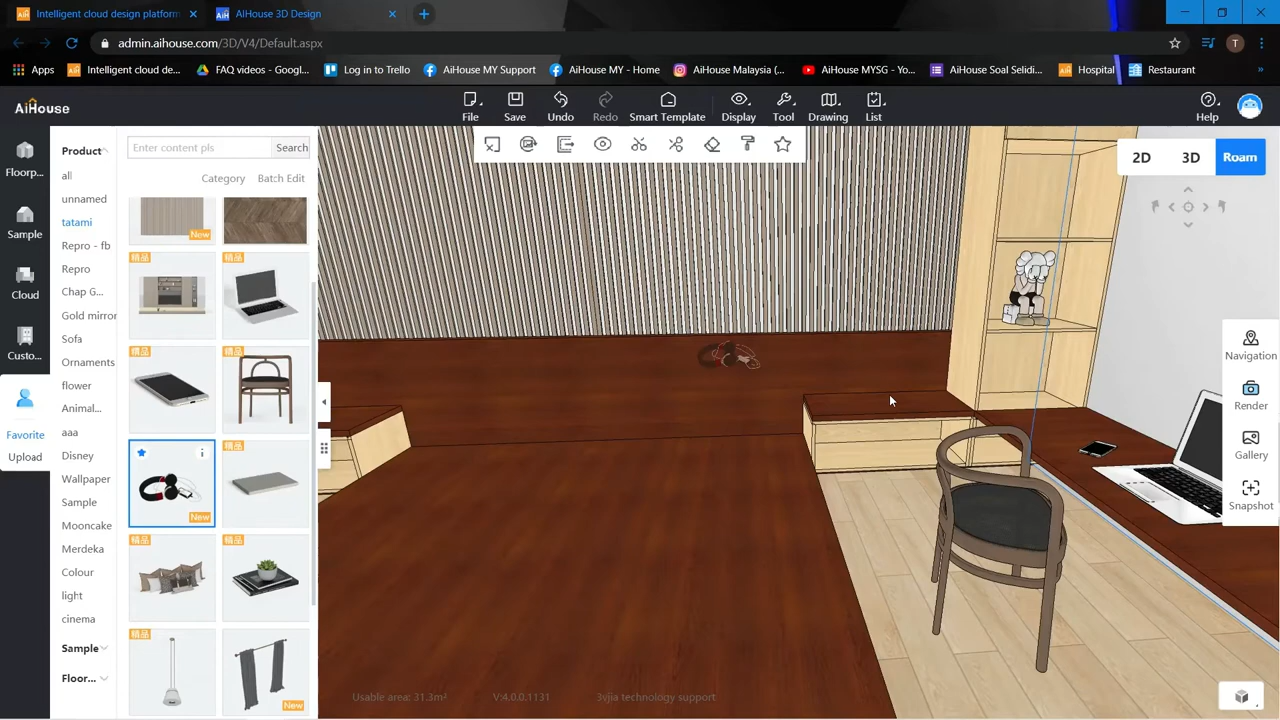 Intelligent cloud design platform
AiHouse 3D Design
admin.aihouse.com/3D/V4/Default.aspx
T
Apps
Intelligent cloud de...
FAQ videos - Googl...
Log in to Trello
AiHouse MY Support
AiHouse MY - Home
AiHouse Malaysia (...
AiHouse MYSG - Yo...
AiHouse Soal Selidi...
Hospital
Restaurant
AiHouse
File
Save
Undo
Redo
Smart Template
Display
Tool
Drawing
List
Help
Floorp...
Sample
Cloud
Custo...
Favorite
Upload
Product
all
unnamed
tatami
Repro - fb
Repro
Chap G...
Gold mirror
Sofa
Ornaments
flower
Animal...
aaa
Disney
Wallpaper
Sample
Mooncake
Merdeka
Colour
light
cinema
Sample
Floor...
Enter content pls
Search
Category
Batch Edit
New
精品
精品
精品
精品
New
精品
精品
精品
精品
New
2D
3D
Roam
Navigation
Render
Gallery
Snapshot
Usable area: 31.3m²
V:4.0.0.1131
3vjia technology support